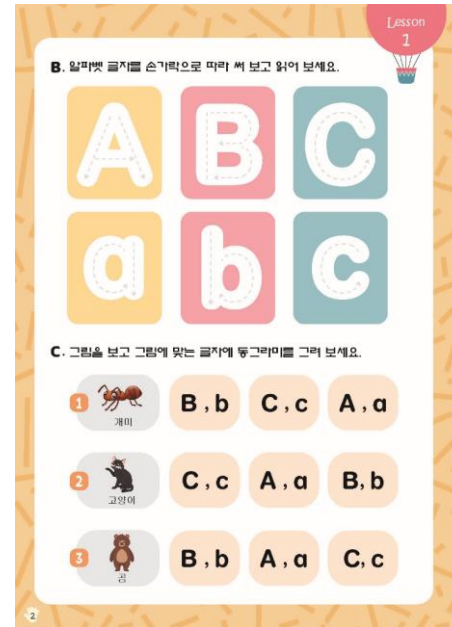 Lesson
1
B. 알파벳 글자를 손가락으로 따라 써 보고 읽어 보세요.
A B C
a b c
C. 그림을 보고 그림에 맞는 글자에 동그라미를 그려 보세요.
1 개미 B, b C, c A, a
2 고양이 C, c A, a B, b
3 곰 B, b A, a C, c
2